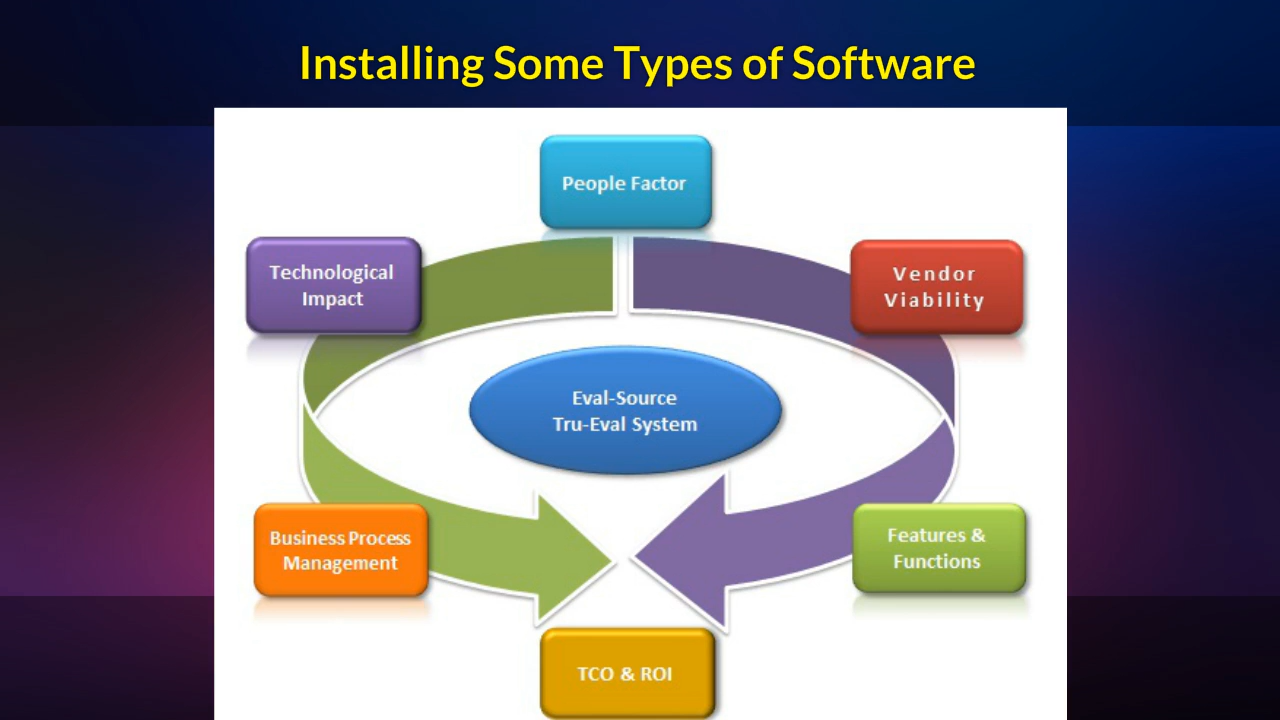 Installing Some Types of Software
People Factor
Technological
Impact
Vendor
Viability
Eval-Source
Tru-Eval System
Business Process
Management
Features &
Functions
TCO & ROI